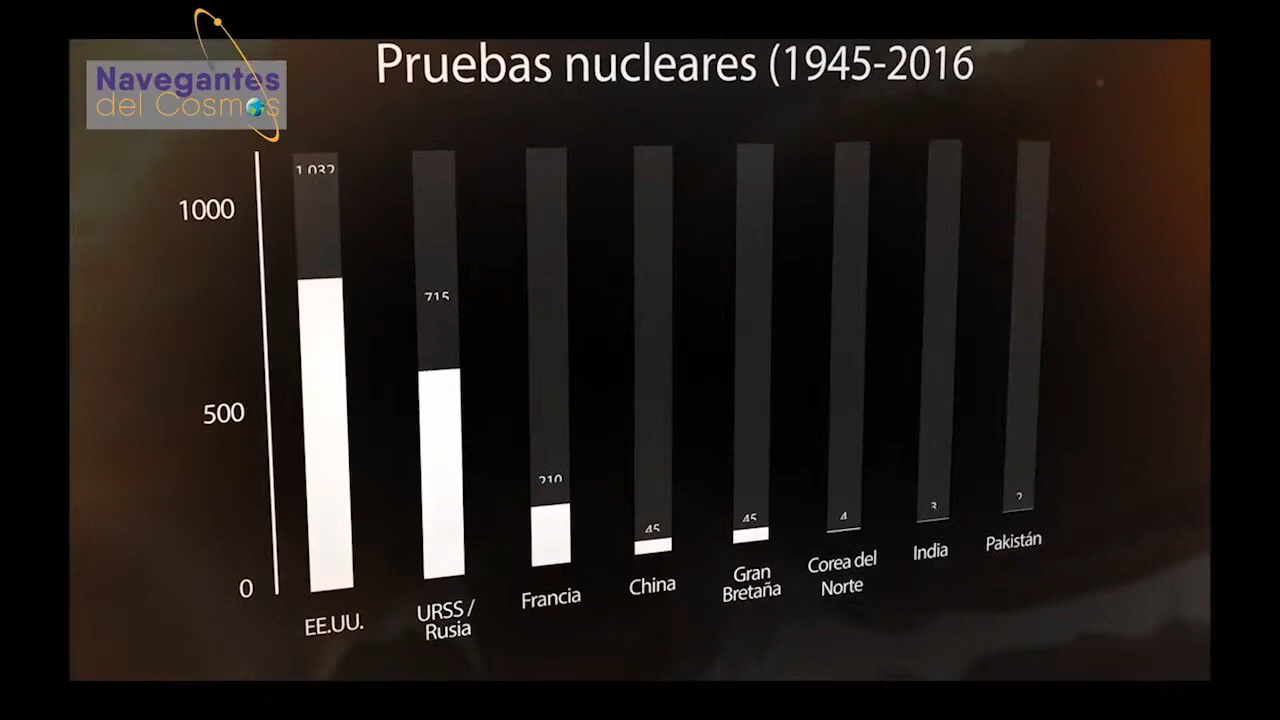 Navegantes
del Cosmos
Pruebas nucleares (1945-2016
1000
500
0
1 032
715
210
45
45
4
3
2
EE.UU.
URSS /
Rusia
Francia
China
Gran
Bretaña
Corea del
Norte
India
Pakistán